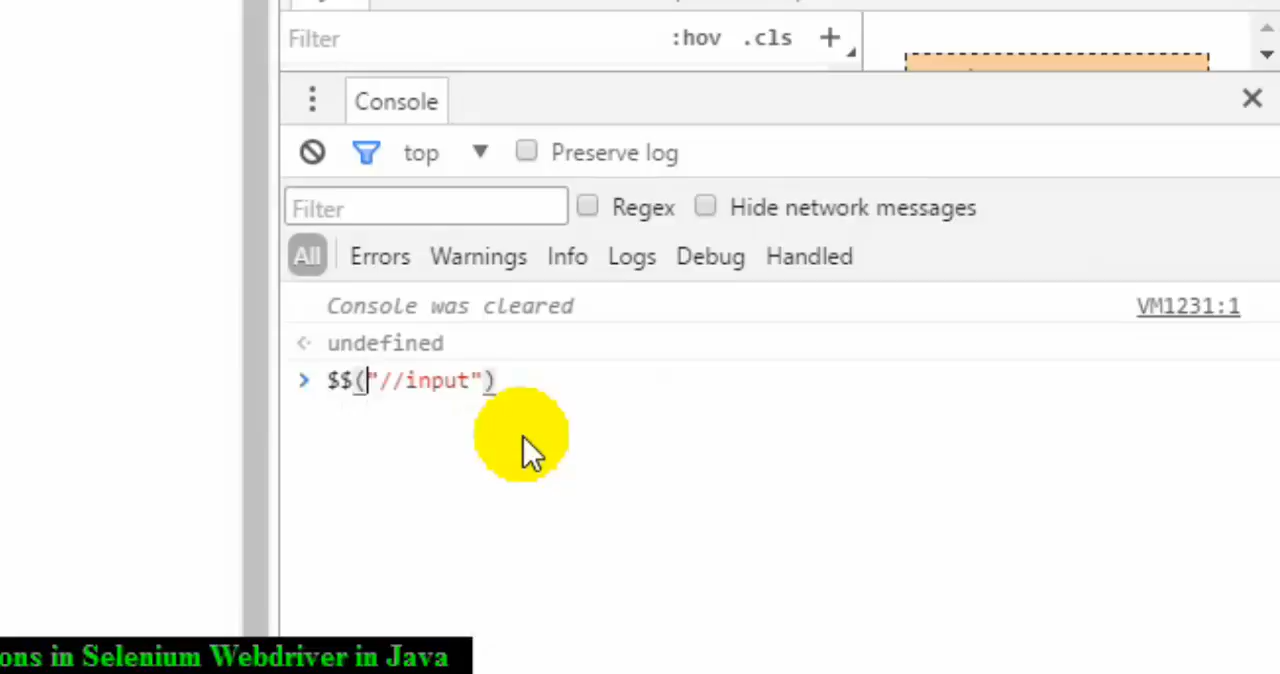 Filter :hov .cls +
Console
top Preserve log
Filter Regex Hide network messages
All Errors Warnings Info Logs Debug Handled
Console was cleared VM1231:1
undefined
$$("//input")
ons in Selenium Webdriver in Java